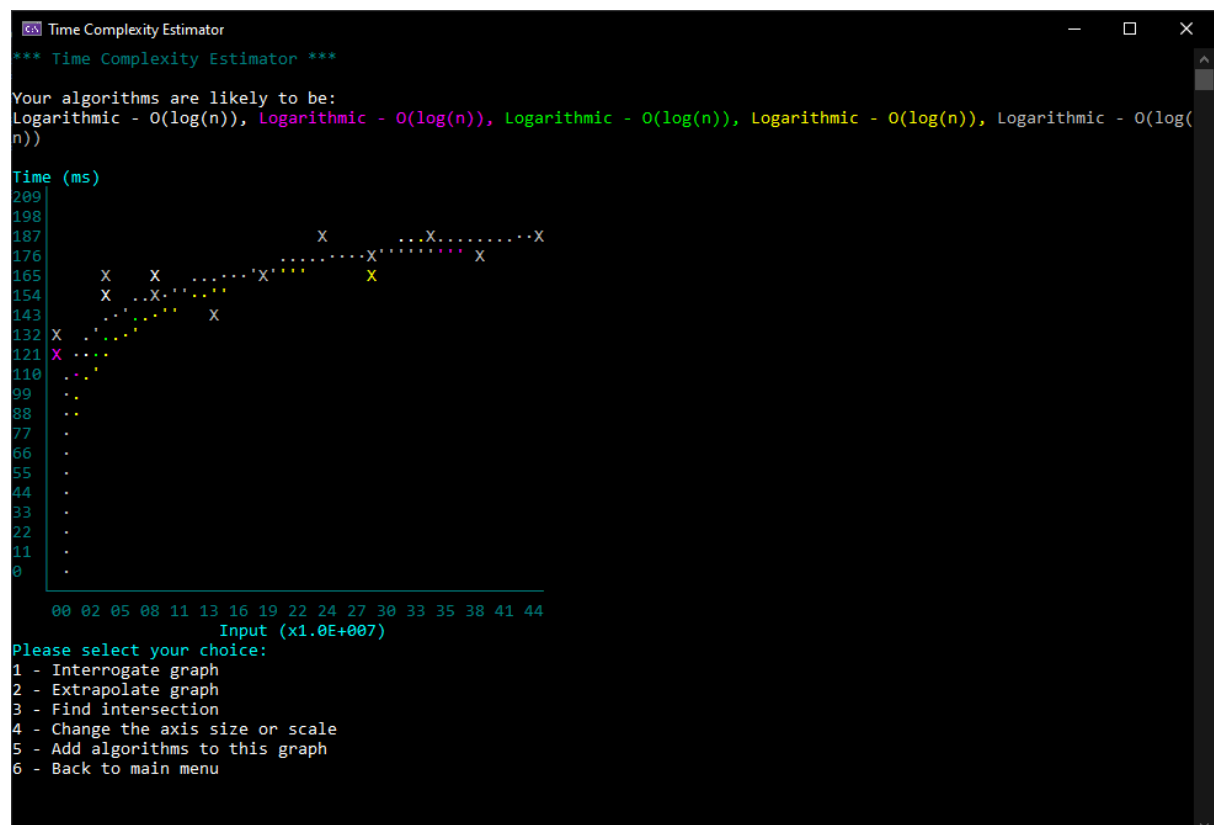 Time Complexity Estimator
*** Time Complexity Estimator ***
Your algorithms are likely to be:
Logarithmic - O(log(n)), Logarithmic - O(log(n)), Logarithmic - O(log(n)), Logarithmic - O(log(n)), Logarithmic - O(log(
n))
Time (ms)
209
198
187
176
165
154
143
132
121
110
99
88
77
66
55
44
33
22
11
0
00 02 05 08 11 13 16 19 22 24 27 30 33 35 38 41 44
Input (x1.0E+007)
Please select your choice:
1 - Interrogate graph
2 - Extrapolate graph
3 - Find intersection
4 - Change the axis size or scale
5 - Add algorithms to this graph
6 - Back to main menu